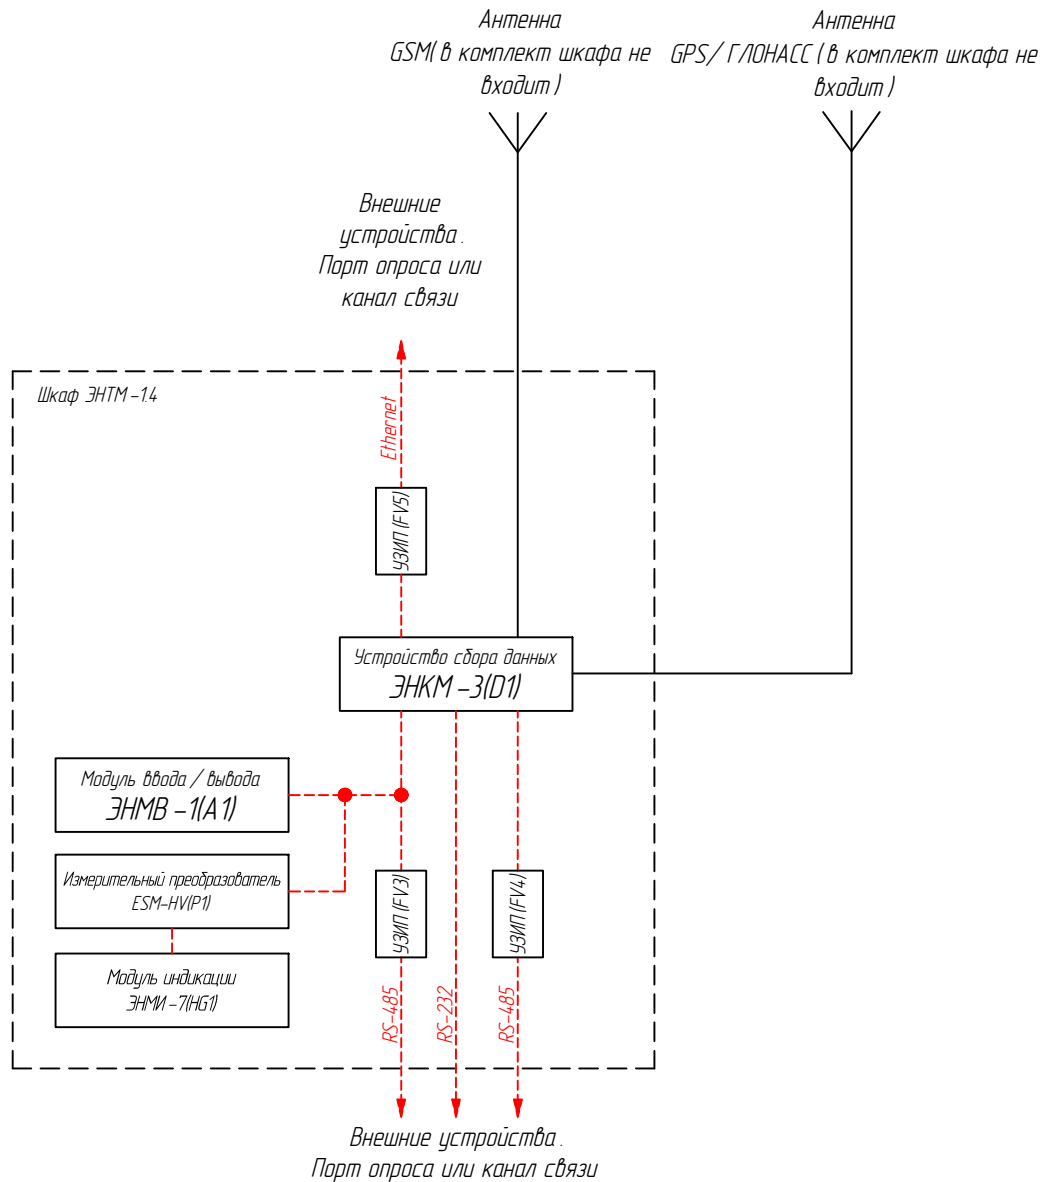 Антенна
GSM( в комплект шкафа не
входит )
Антенна
GPS/ ГЛОНАСС ( в комплект шкафа не
входит )
Внешние
устройства .
Порт опроса или
канал связи
Шкаф ЭНТМ -1.4
Ethernet
УЗИП (FV5)
Устройство сбора данных
ЭНКМ -3(D1)
Модуль ввода / вывода
ЭНМВ -1(А1)
Измерительный преобразователь
ESM-HV(P1)
Модуль индикации
ЭНМИ -7(HG1)
УЗИП (FV3)
УЗИП (FV4)
RS-485
RS-232
RS-485
Внешние устройства .
Порт опроса или канал связи